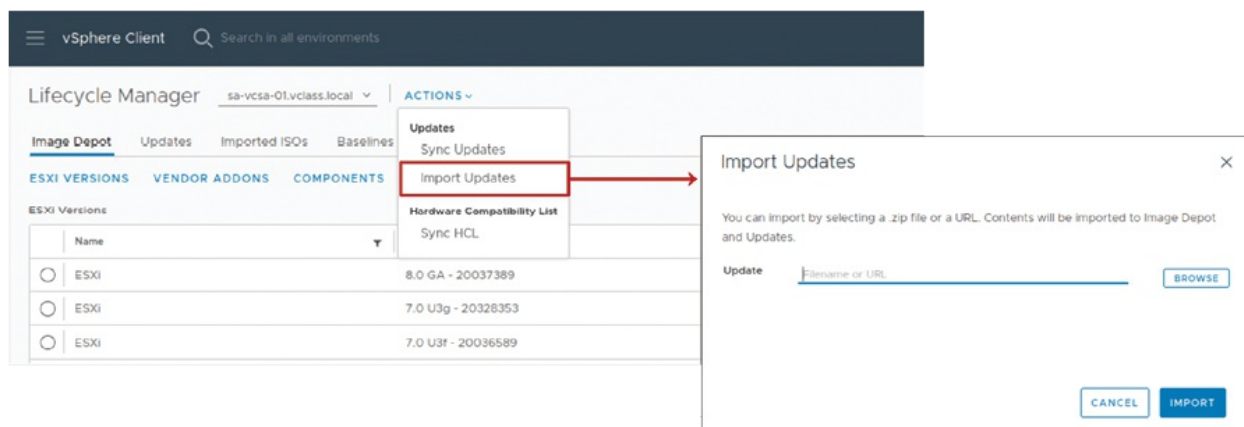 vSphere Client Search in all environments
Lifecycle Manager sa-vcsa-01.vclass.local ACTIONS
Image Depot Updates Imported ISOs Baselines
ESXI VERSIONS VENDOR ADDONS COMPONENTS
ESXi Versions
Name
ESXi 8.0 GA - 20037389
ESXi 7.0 U3g - 20328353
ESXi 7.0 U3f - 20036589
Updates
Sync Updates
Import Updates
Hardware Compatibility List
Sync HCL
Import Updates
You can import by selecting a .zip file or a URL. Contents will be imported to Image Depot
and Updates.
Update Filename or URL BROWSE
CANCEL IMPORT